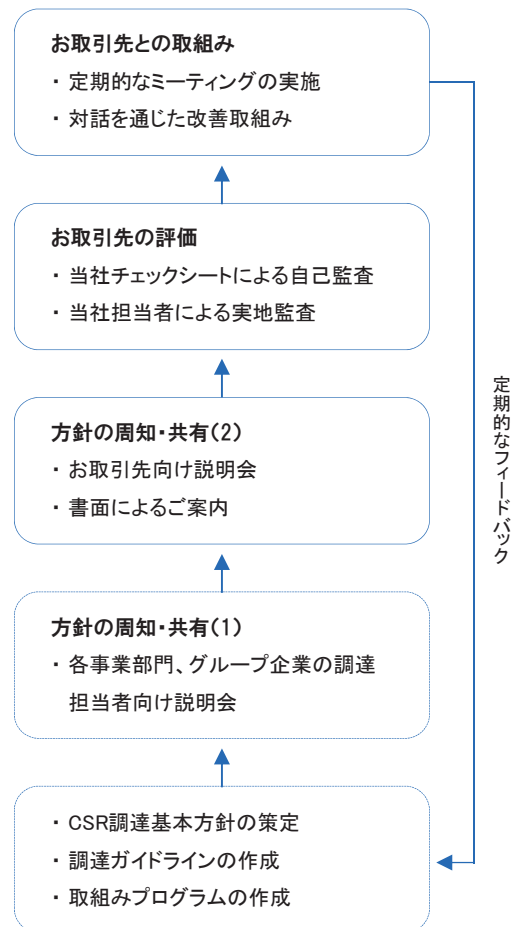 お取引先との取組み
・ 定期的なミーティングの実施
・ 対話を通じた改善取組み
お取引先の評価
・ 当社チェックシートによる自己監査
・ 当社担当者による実地監査
方針の周知・共有(2)
・ お取引先向け説明会
・ 書面によるご案内
方針の周知・共有(1)
・ 各事業部門、グループ企業の調達
担当者向け説明会
・ CSR調達基本方針の策定
・ 調達ガイドラインの作成
・ 取組みプログラムの作成
定期的なフィードバック